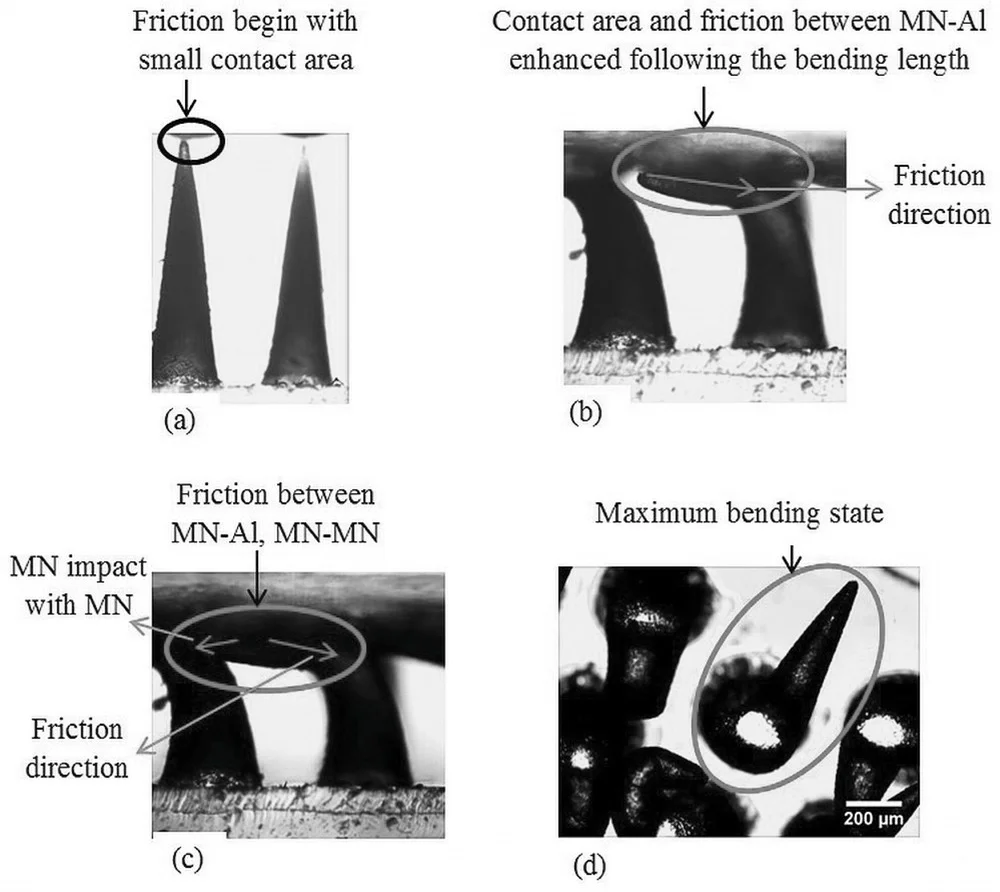 Friction begin with
small contact area
(a)
Contact area and friction between MN-Al
enhanced following the bending length
Friction
direction
(b)
Friction between
MN-Al, MN-MN
MN impact
with MN
Friction
direction
(c)
Maximum bending state
200 µm
(d)